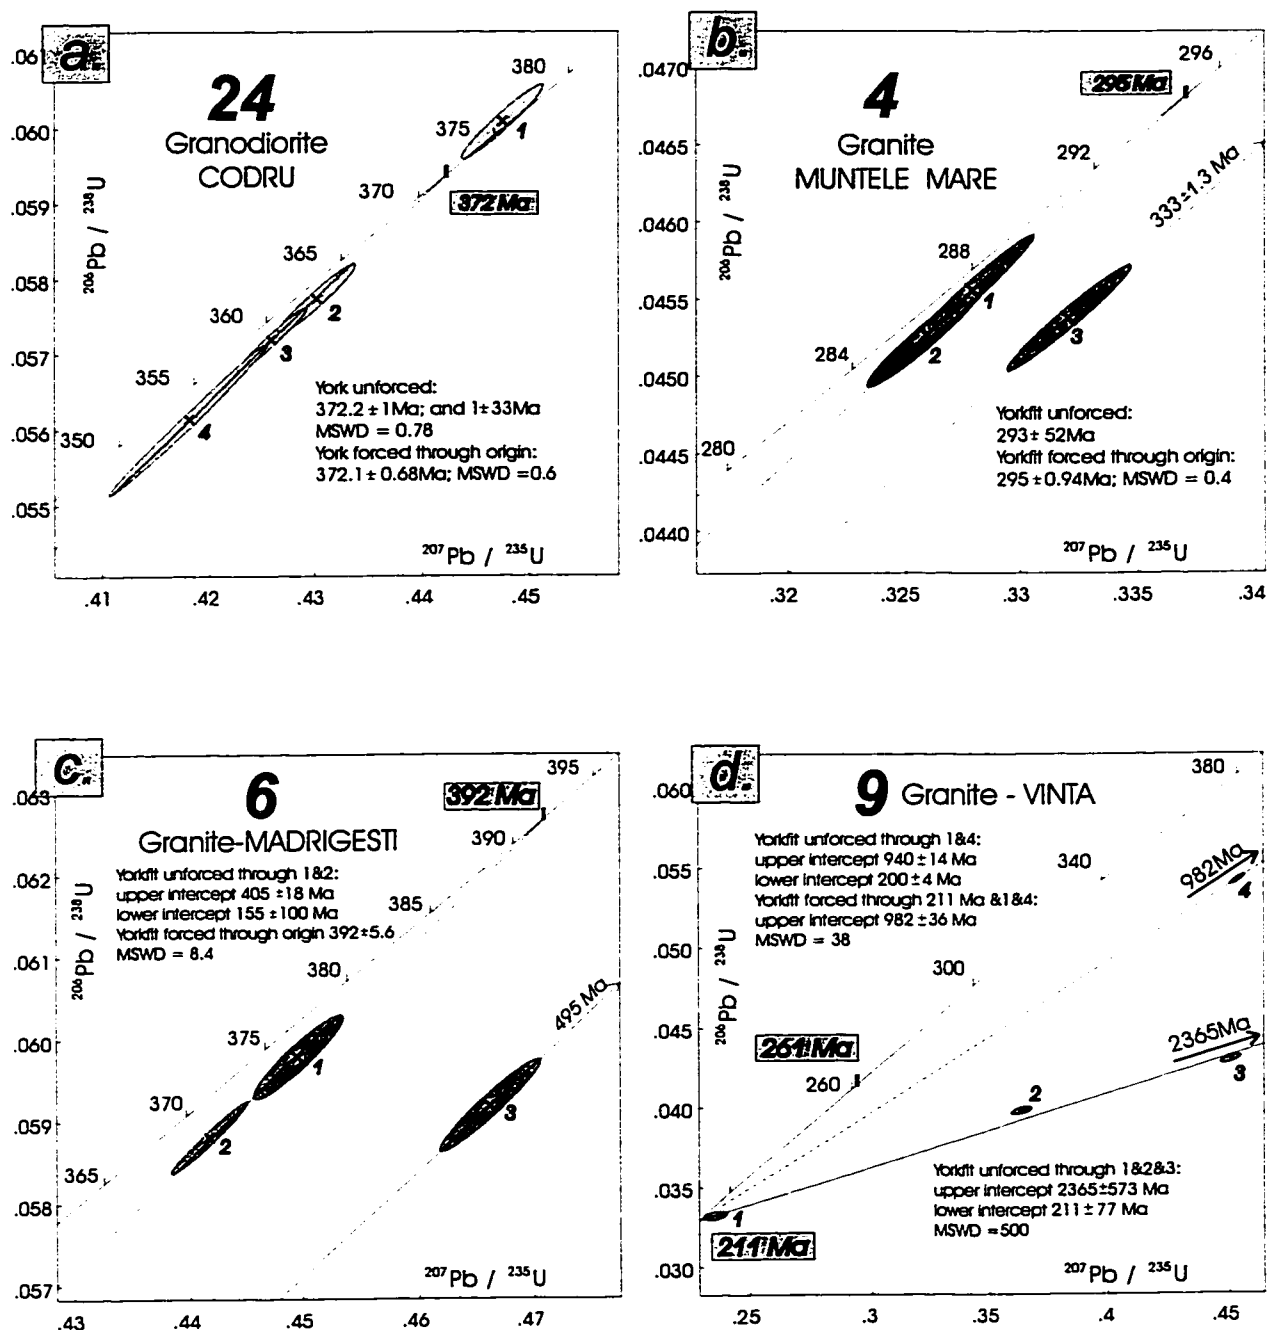 a.
24
Granodiorite
CODRU
380
375
1
370
372 Ma
365
2
360
3
355
4
350
York unforced:
372.2 ± 1Ma; and 1±33Ma
MSWD = 0.78
York forced through origin:
372.1 ± 0.68Ma; MSWD =0.6
²⁰⁶Pb / ²³⁸U
²⁰⁷Pb / ²³⁵U
.061
.060
.059
.058
.057
.056
.055
.41
.42
.43
.44
.45
b.
4
Granite
MUNTELE MARE
296
295 Ma
292
333±1.3 Ma
288
1
2
3
284
280
Yorkfit unforced:
293± 52Ma
Yorkfit forced through origin:
295 ±0.94Ma; MSWD = 0.4
²⁰⁶Pb / ²³⁸U
²⁰⁷Pb / ²³⁵U
.0470
.0465
.0460
.0455
.0450
.0445
.0440
.32
.325
.33
.335
.34
c.
6
Granite-MADRIGESTI
392 Ma
395
390
385
380
375
370
365
495 Ma
1
2
3
Yorkfit unforced through 1&2:
upper intercept 405 ±18 Ma
lower intercept 155 ±100 Ma
Yorkfit forced through origin 392±5.6
MSWD = 8.4
²⁰⁶Pb / ²³⁸U
²⁰⁷Pb / ²³⁵U
.063
.062
.061
.060
.059
.058
.057
.43
.44
.45
.46
.47
d.
9 Granite - VINTA
380
340
300
260
261 Ma
982Ma
4
2365Ma
3
2
1
211 Ma
Yorkfit unforced through 1&4:
upper intercept 940 ±14 Ma
lower intercept 200 ±4 Ma
Yorkfit forced through 211 Ma &1&4:
upper intercept 982 ±36 Ma
MSWD = 38
Yorkfit unforced through 1&2&3:
upper intercept 2365±573 Ma
lower intercept 211 ± 77 Ma
MSWD =500
²⁰⁶Pb / ²³⁸U
²⁰⁷Pb / ²³⁵U
.060
.055
.050
.045
.040
.035
.030
.25
.3
.35
.4
.45